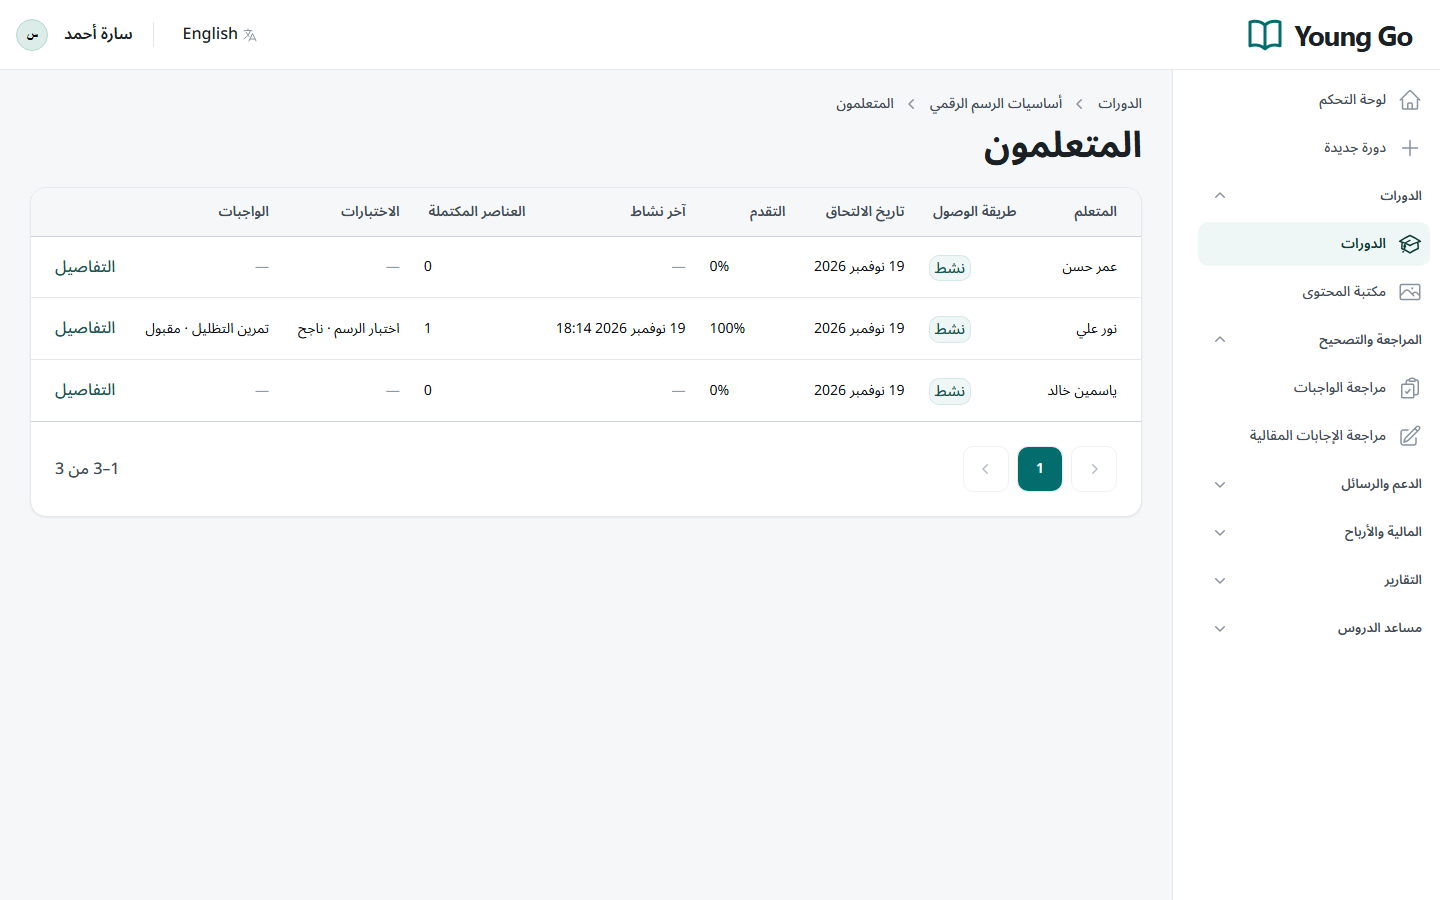 Young Go
English
سارة أحمد
س
لوحة التحكم
دورة جديدة
الدورات
الدورات
مكتبة المحتوى
المراجعة والتصحيح
مراجعة الواجبات
مراجعة الإجابات المقالية
الدعم والرسائل
المالية والأرباح
التقارير
مساعد الدروس
الدورات أساسيات الرسم الرقمي المتعلمون
المتعلمون
المتعلم طريقة الوصول تاريخ الالتحاق التقدم آخر نشاط العناصر المكتملة الاختبارات الواجبات
عمر حسن نشط 19 نوفمبر 2026 0% — 0 — — التفاصيل
نور علي نشط 19 نوفمبر 2026 100% 19 نوفمبر 2026 18:14 1 اختبار الرسم · ناجح تمرين التظليل · مقبول التفاصيل
ياسمين خالد نشط 19 نوفمبر 2026 0% — 0 — — التفاصيل
1
1–3 من 3